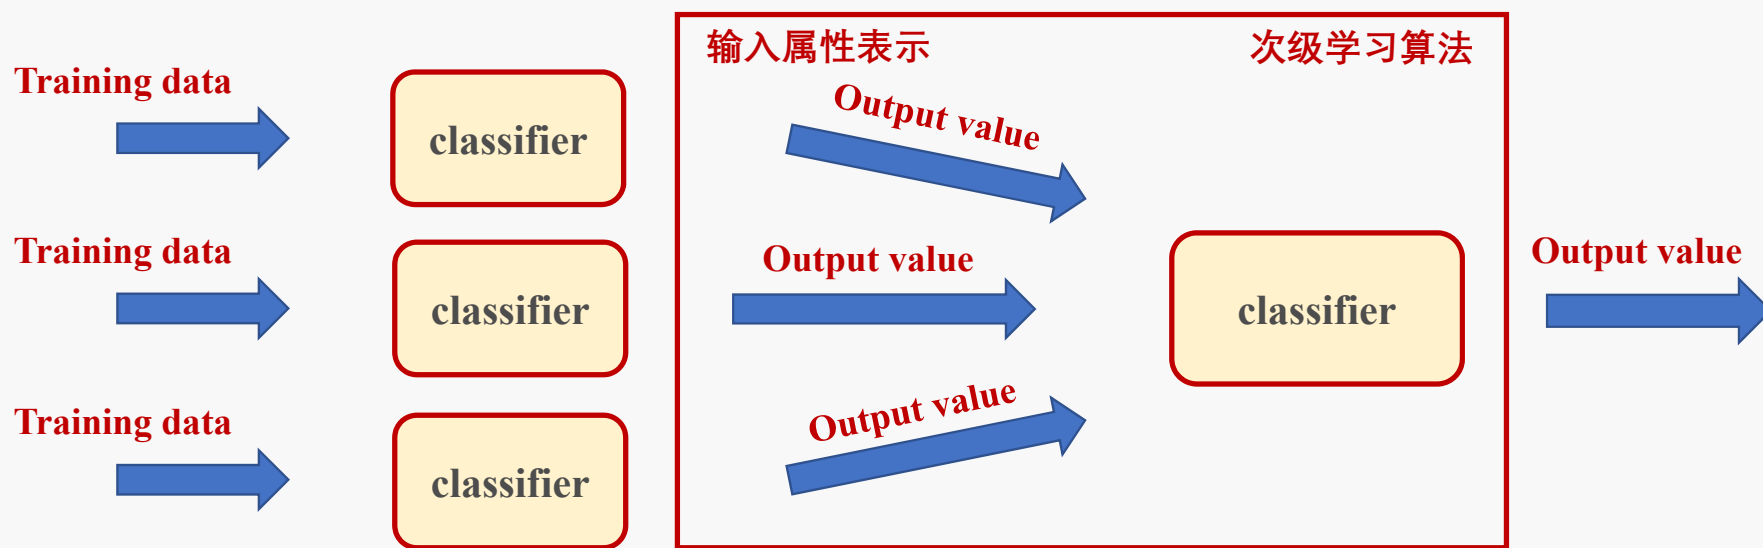 输入属性表示
次级学习算法
Training data
classifier
Output value
Training data
classifier
Output value
classifier
Output value
Training data
classifier
Output value